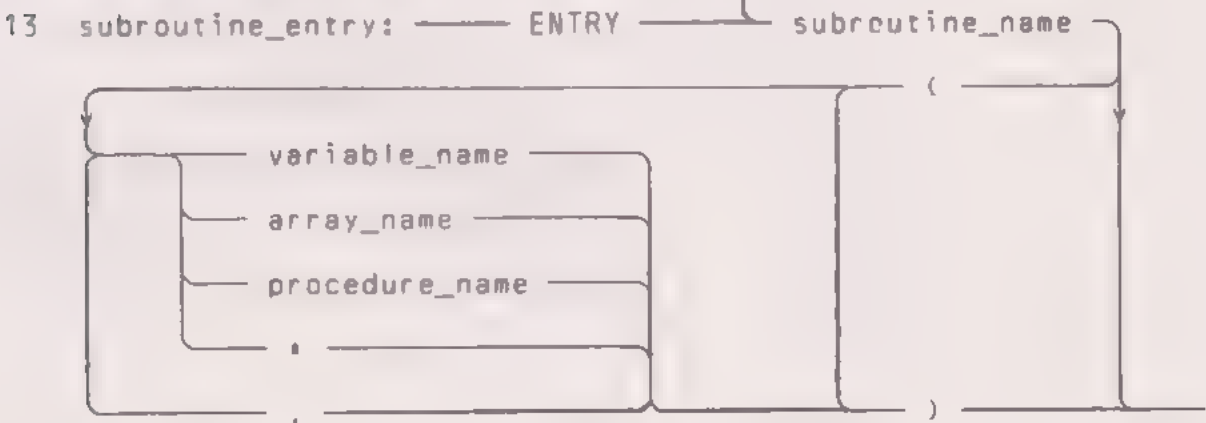 13 subroutine_entry: ENTRY subroutine_name
(
variable_name
array_name
procedure_name
*
, )